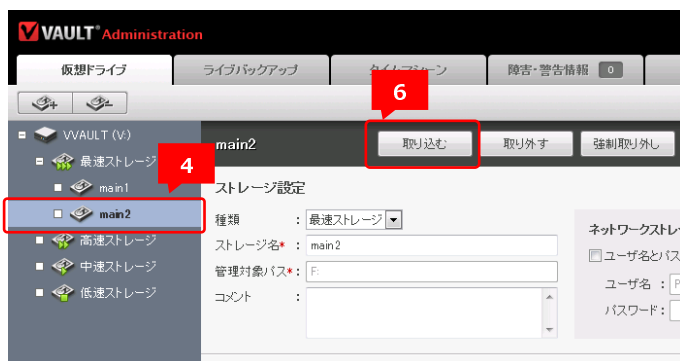 VAULT Administration
仮想ドライブ ライブバックアップ タイムマシーン 障害・警告情報 0
6
VVAULT (V:)
最速ストレージ
4
main1
main2
高速ストレージ
中速ストレージ
低速ストレージ
main2 取り込む 取り外す 強制取り外し
ストレージ設定
種類 : 最速ストレージ
ストレージ名* : main2
管理対象パス* : F:
コメント :
ネットワークストレー
ユーザ名とパス
ユーザ名 : P
パスワード :